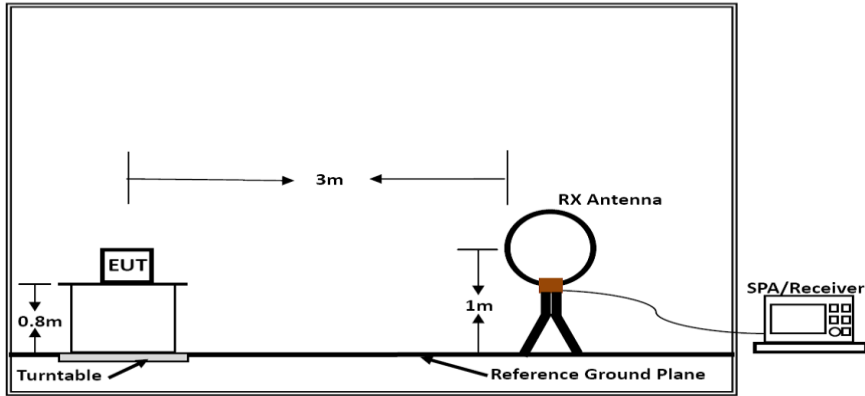 3m
RX Antenna
EUT
SPA/Receiver
1m
0.8m
Turntable
Reference Ground Plane